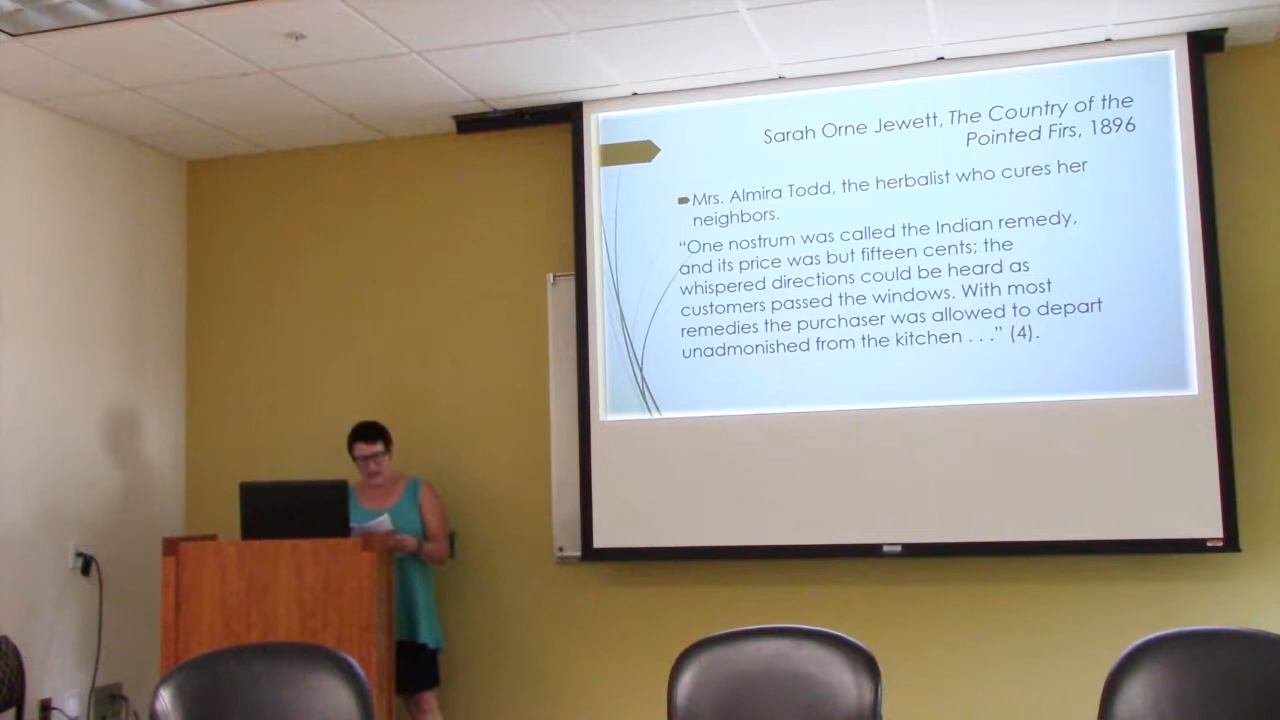 Sarah Orne Jewett, The Country of the
Pointed Firs, 1896
Mrs. Almira Todd, the herbalist who cures her
neighbors.
“One nostrum was called the Indian remedy,
and its price was but fifteen cents; the
whispered directions could be heard as
customers passed the windows. With most
remedies the purchaser was allowed to depart
unadmonished from the kitchen . . .” (4).